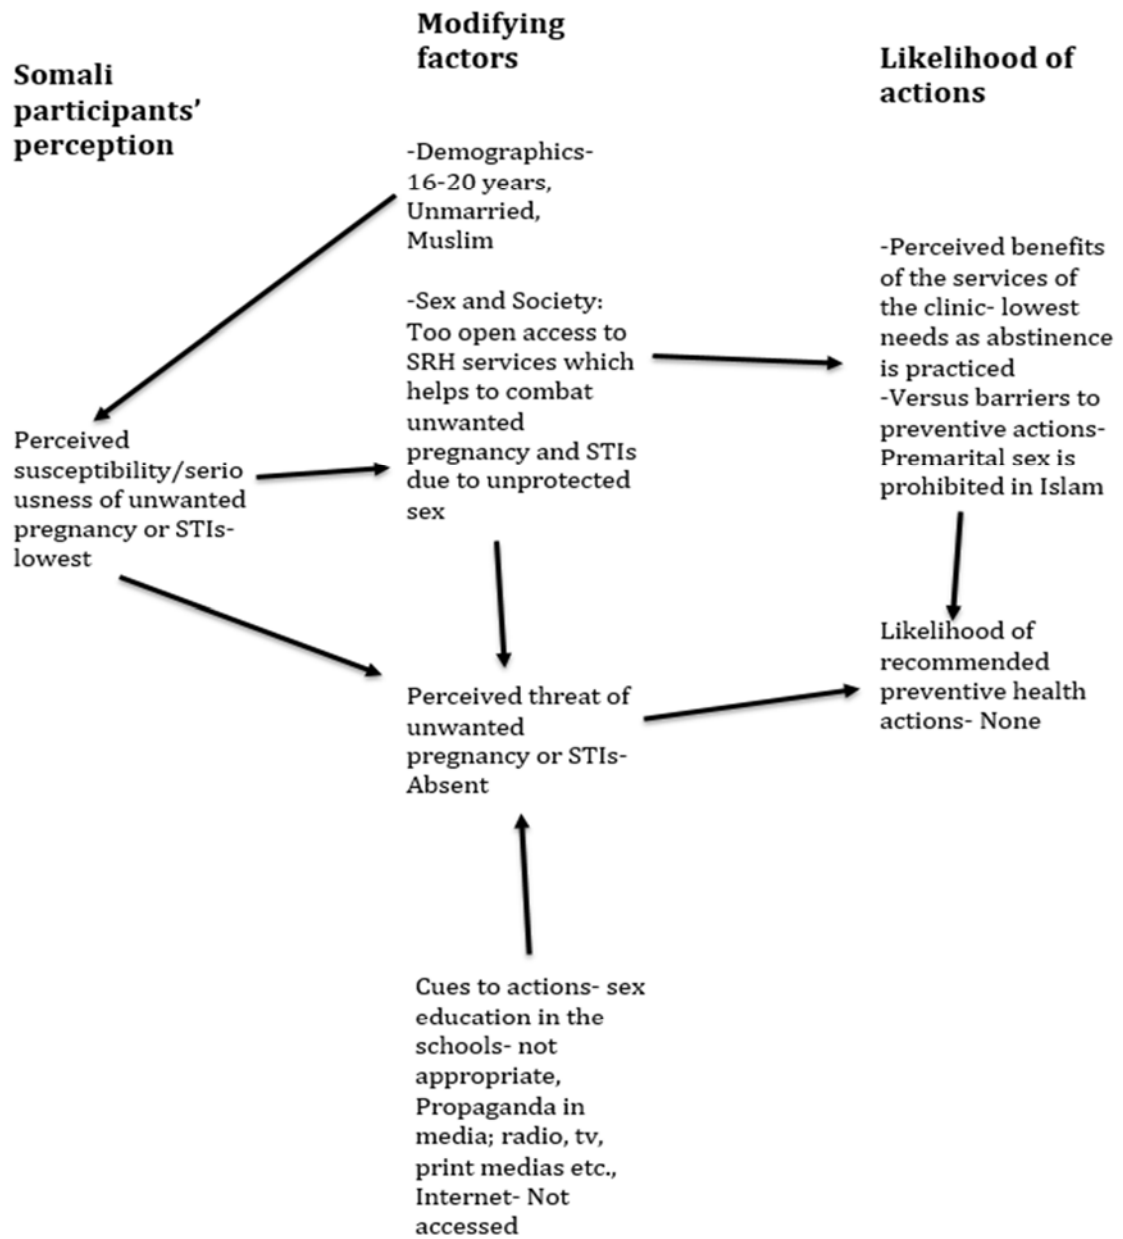 Somali
participants’
perception
Modifying
factors
Likelihood of
actions
-Demographics-
16-20 years,
Unmarried,
Muslim
-Sex and Society:
Too open access to
SRH services which
helps to combat
unwanted
pregnancy and STIs
due to unprotected
sex
-Perceived benefits
of the services of
the clinic- lowest
needs as abstinence
is practiced
-Versus barriers to
preventive actions-
Premarital sex is
prohibited in Islam
Perceived
susceptibility/serio
usness of unwanted
pregnancy or STIs-
lowest
Perceived threat of
unwanted
pregnancy or STIs-
Absent
Likelihood of
recommended
preventive health
actions- None
Cues to actions- sex
education in the
schools- not
appropriate,
Propaganda in
media; radio, tv,
print medias etc.,
Internet- Not
accessed